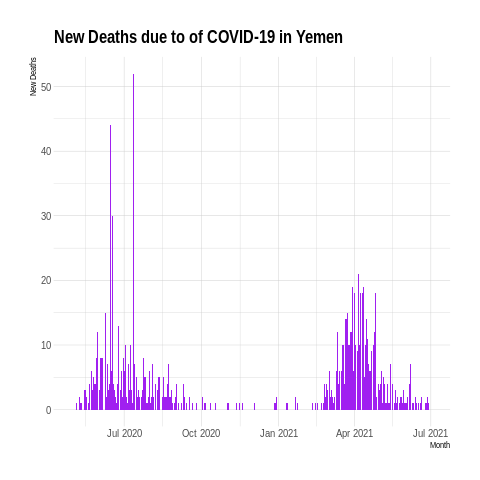 New Deaths due to of COVID-19 in Yemen
New Deaths
50
40
30
20
10
0
Jul 2020 Oct 2020 Jan 2021 Apr 2021 Jul 2021
Month